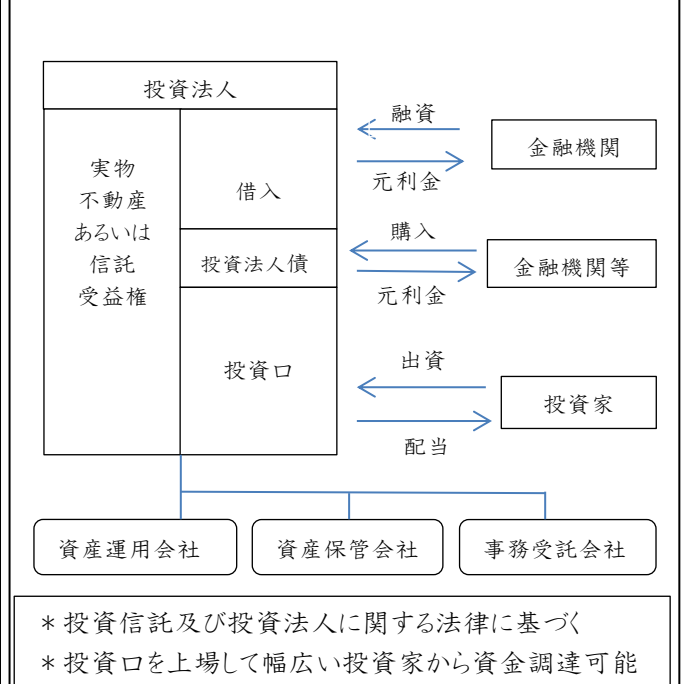 投資法人
実物
不動産
あるいは
信託
受益権
借入
投資法人債
投資口
融資
元利金
金融機関
購入
元利金
金融機関等
出資
配当
投資家
資産運用会社
資産保管会社
事務受託会社
＊投資信託及び投資法人に関する法律に基づく
＊投資口を上場して幅広い投資家から資金調達可能